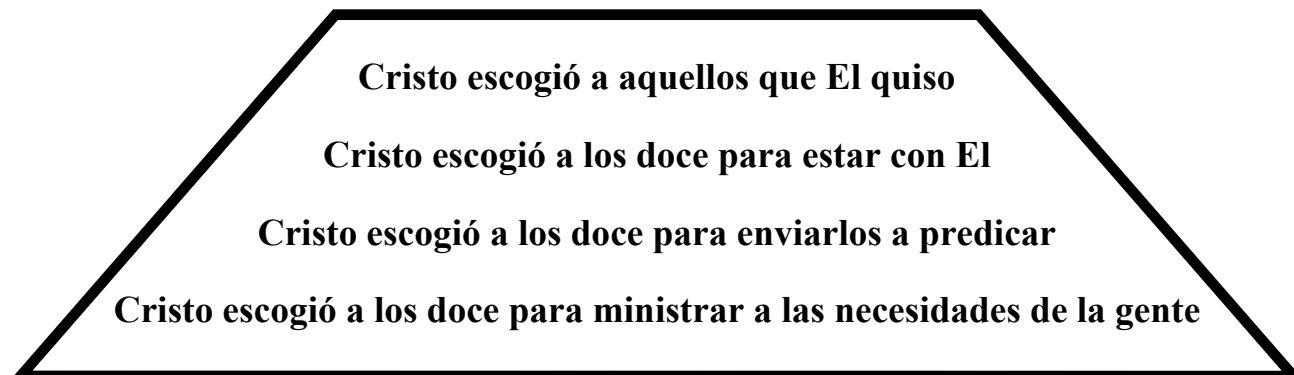 Cristo escogió a aquellos que El quiso
Cristo escogió a los doce para estar con El
Cristo escogió a los doce para enviarlos a predicar
Cristo escogió a los doce para ministrar a las necesidades de la gente